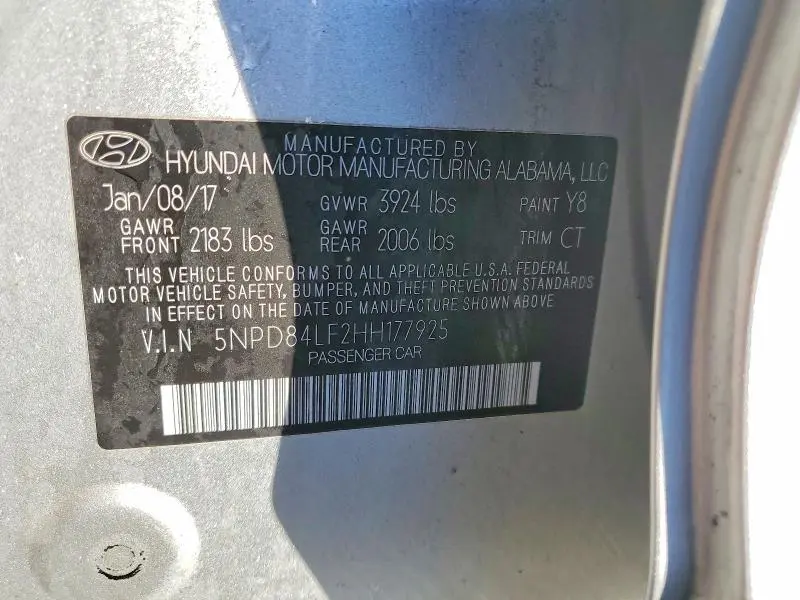 MANUFACTURED BY
HYUNDAI MOTOR MANUFACTURING ALABAMA, LLC
Jan/08/17 GVWR 3924 lbs PAINT Y8
GAWR FRONT 2183 lbs GAWR REAR 2006 lbs TRIM CT
THIS VEHICLE CONFORMS TO ALL APPLICABLE U.S.A. FEDERAL
MOTOR VEHICLE SAFETY, BUMPER, AND THEFT PREVENTION STANDARDS
IN EFFECT ON THE DATE OF MANUFACTURE SHOWN ABOVE
V.I.N 5NPD84LF2HH177925
PASSENGER CAR